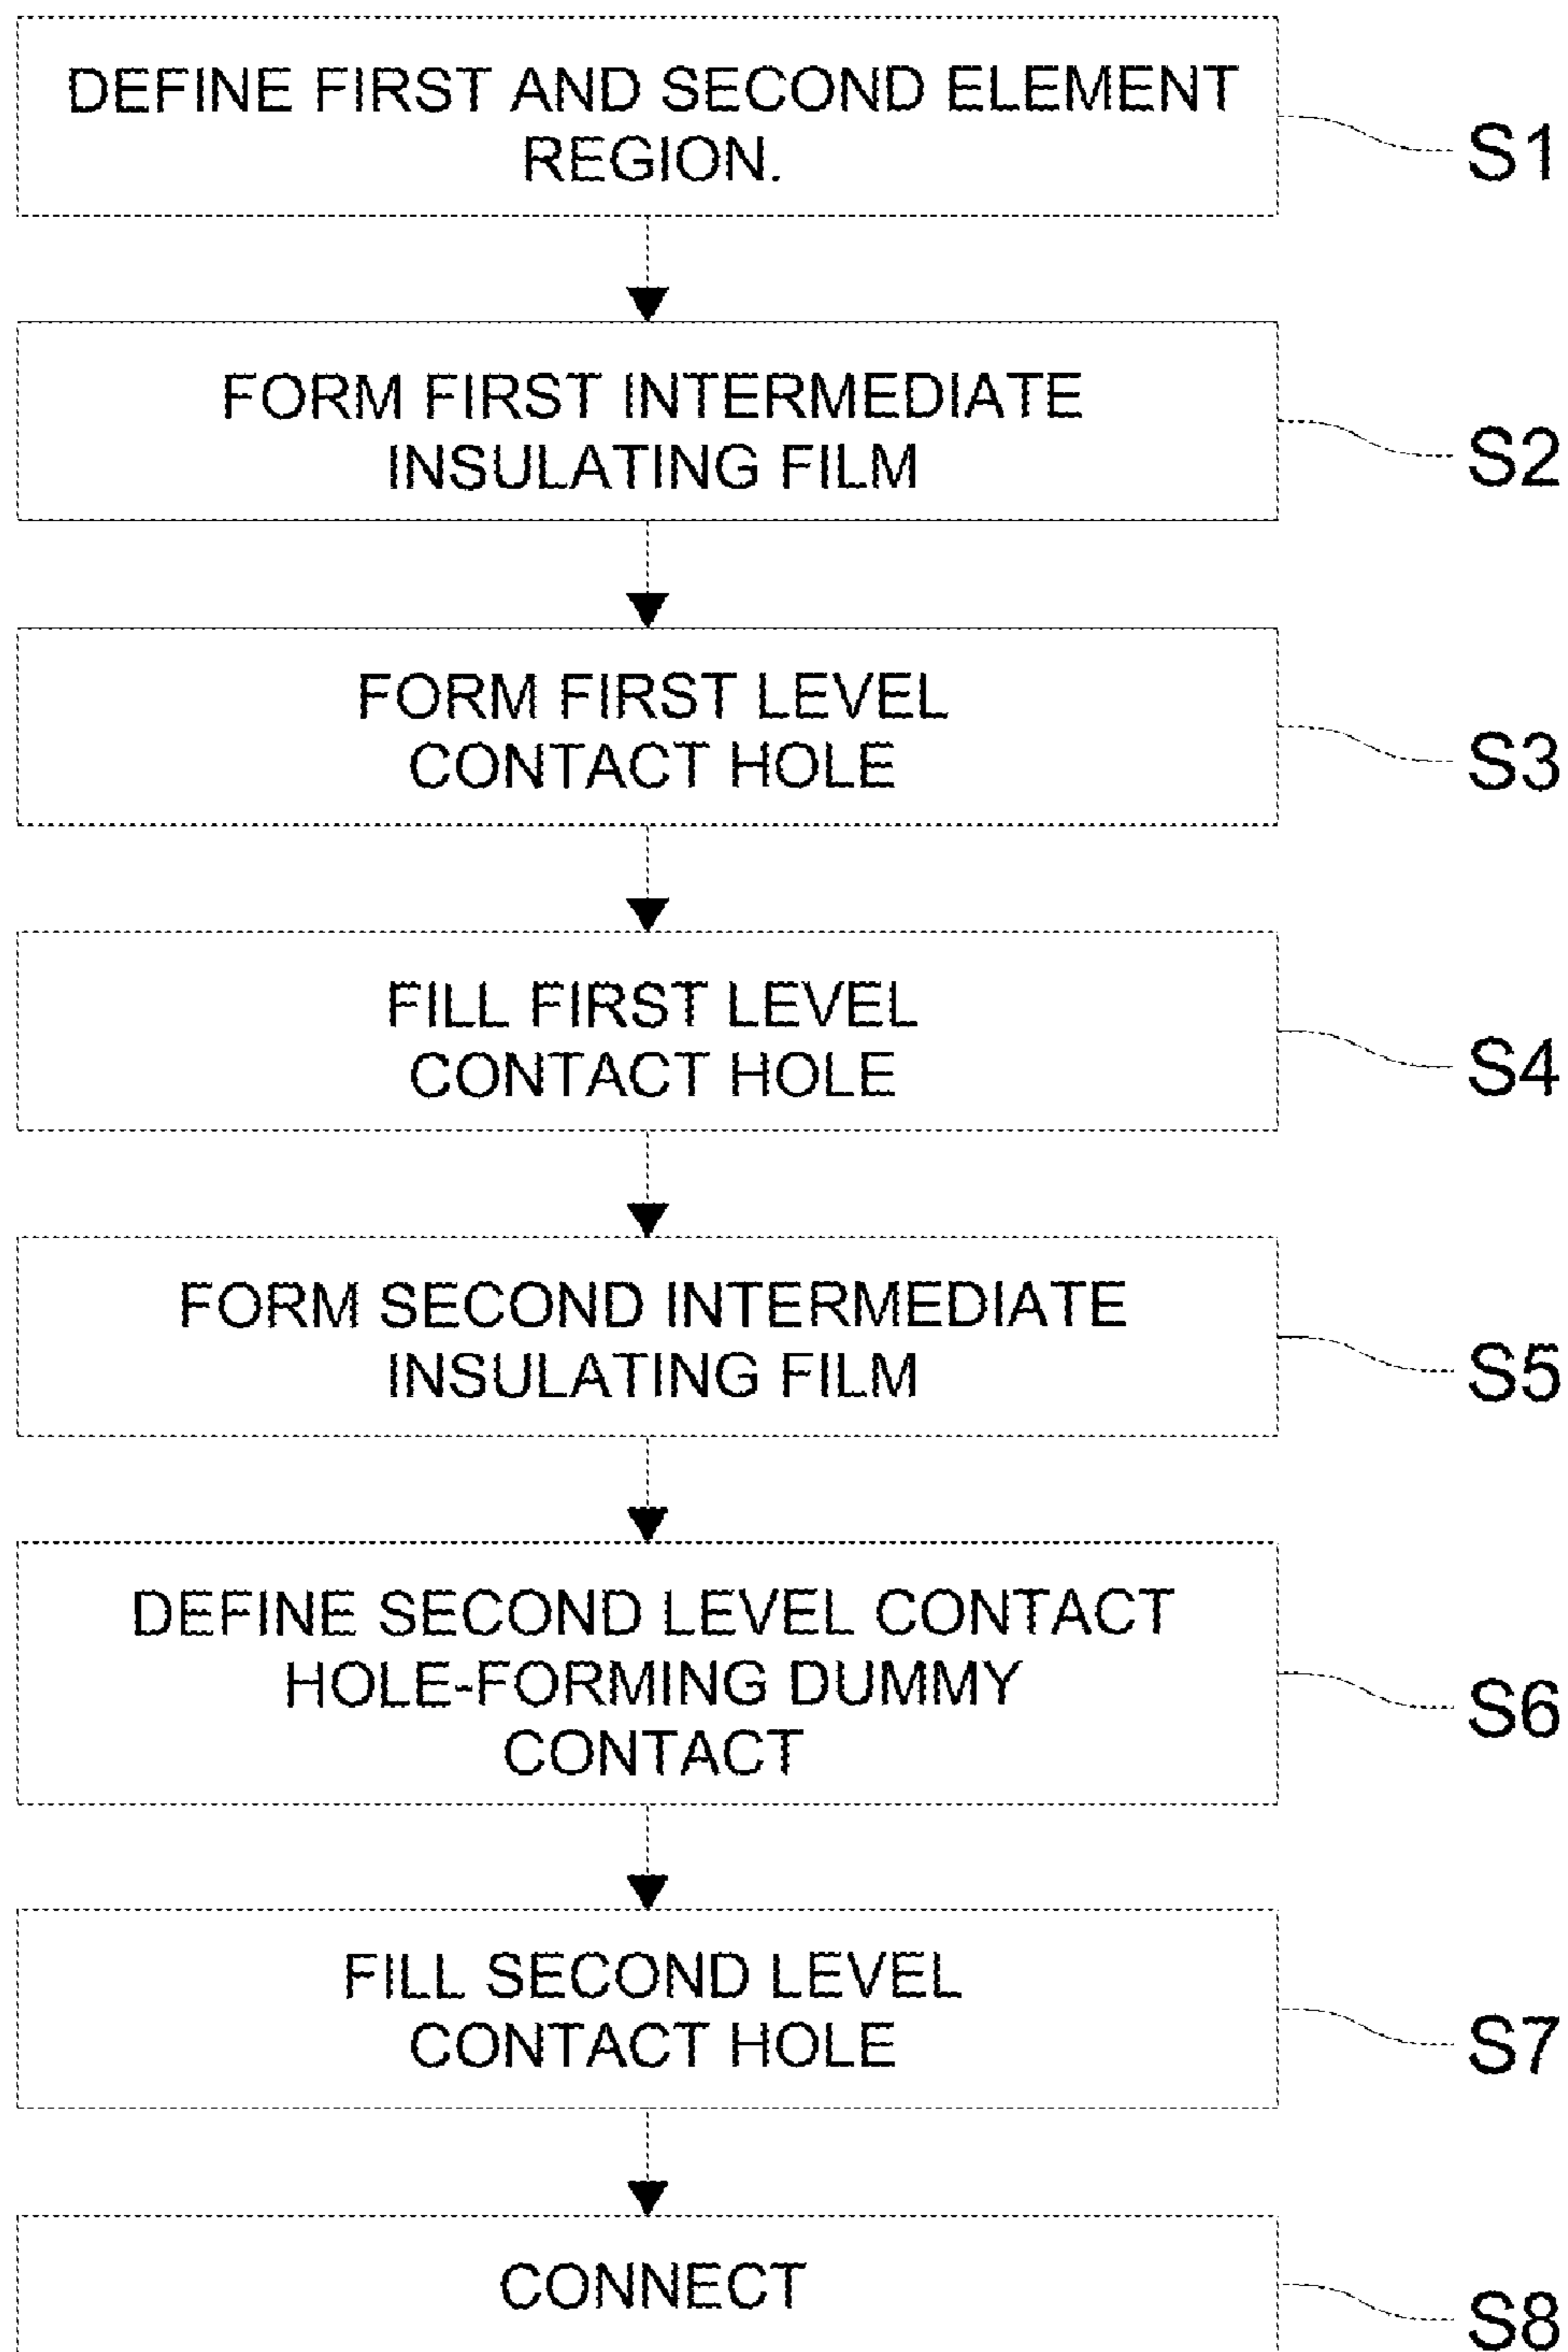 DEFINE FIRST AND SECOND ELEMENT
REGION.
S1
FORM FIRST INTERMEDIATE
INSULATING FILM
S2
FORM FIRST LEVEL
CONTACT HOLE
S3
FILL FIRST LEVEL
CONTACT HOLE
S4
FORM SECOND INTERMEDIATE
INSULATING FILM
S5
DEFINE SECOND LEVEL CONTACT
HOLE-FORMING DUMMY
CONTACT
S6
FILL SECOND LEVEL
CONTACT HOLE
S7
CONNECT
S8